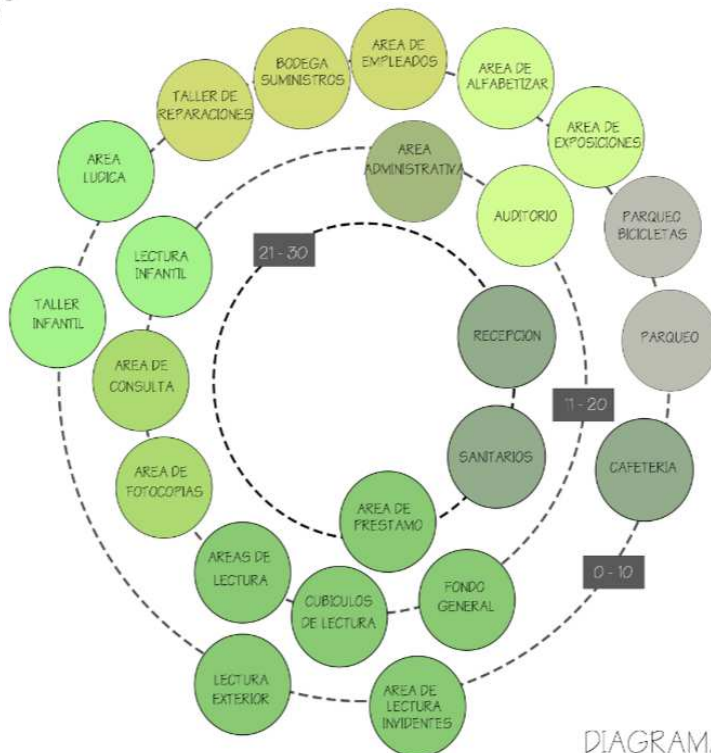 AREA DE
EMPLEADOS
BODEGA
SUMINISTROS
AREA DE
ALFABETIZAR
TALLER DE
REPARACIONES
AREA DE
EXPOSICIONES
AREA
LUDICA
AREA
ADMINISTRATIVA
AUDITORIO
PARQUEO
BICICLETAS
LECTURA
INFANTIL
21 - 30
TALLER
INFANTIL
RECEPCION
PARQUEO
AREA DE
CONSULTA
11 - 20
SANITARIOS
CAFETERIA
AREA DE
FOTOCOPIAS
AREA DE
PRESTAMO
AREAS DE
LECTURA
0 - 10
CUBICULOS
DE LECTURA
FONDO
GENERAL
LECTURA
EXTERIOR
AREA DE
LECTURA
INVIDENTES
DIAGRAM